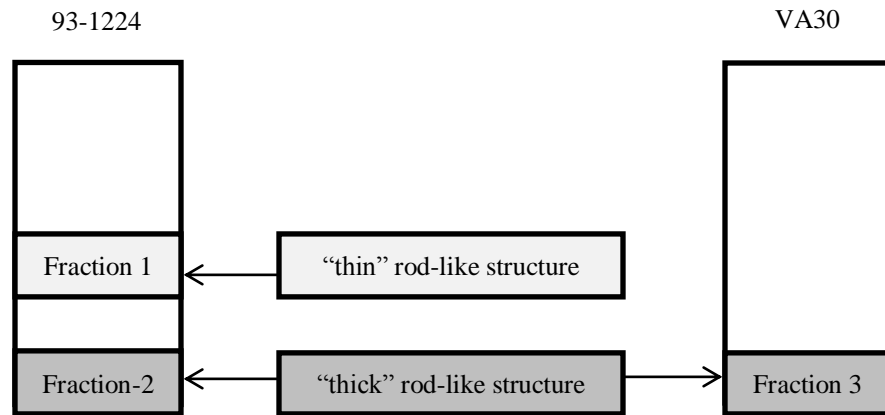 93-1224
VA30
Fraction 1
“thin” rod-like structure
Fraction-2
“thick” rod-like structure
Fraction 3